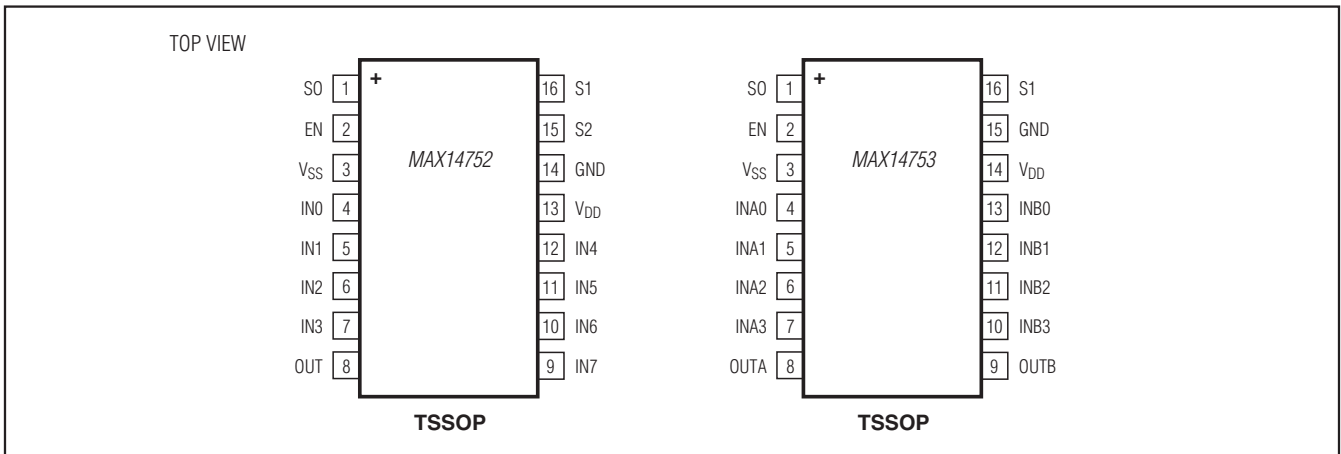 TOP VIEW
SO 1 + 16 S1
EN 2 15 S2
VSS 3 MAX14752 14 GND
IN0 4 13 VDD
IN1 5 12 IN4
IN2 6 11 IN5
IN3 7 10 IN6
OUT 8 9 IN7
TSSOP
SO 1 + 16 S1
EN 2 15 GND
VSS 3 MAX14753 14 VDD
INA0 4 13 INB0
INA1 5 12 INB1
INA2 6 11 INB2
INA3 7 10 INB3
OUTA 8 9 OUTB
TSSOP